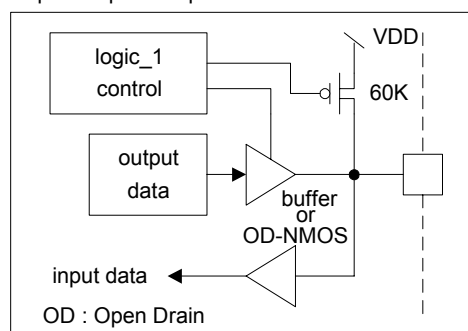 VDD
logic_1
control
60K
output
data
buffer
or
OD-NMOS
input data
OD : Open Drain